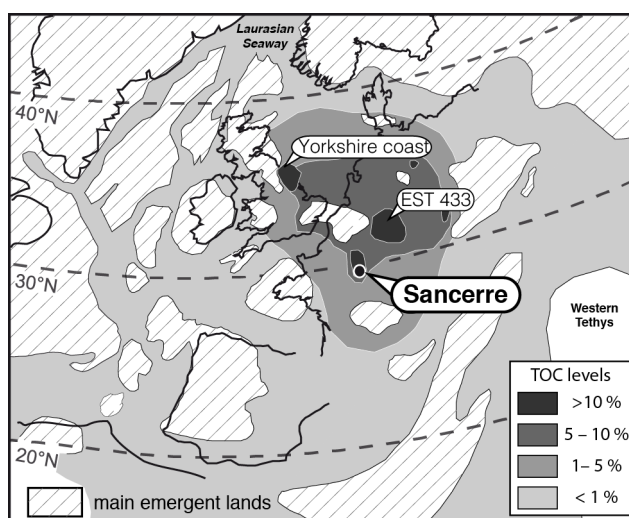 Laurasian
Seaway
40°N
Yorkshire coast
EST 433
30°N
Sancerre
Western
Tethys
TOC levels
>10 %
5 – 10 %
1– 5 %
< 1 %
20°N
main emergent lands